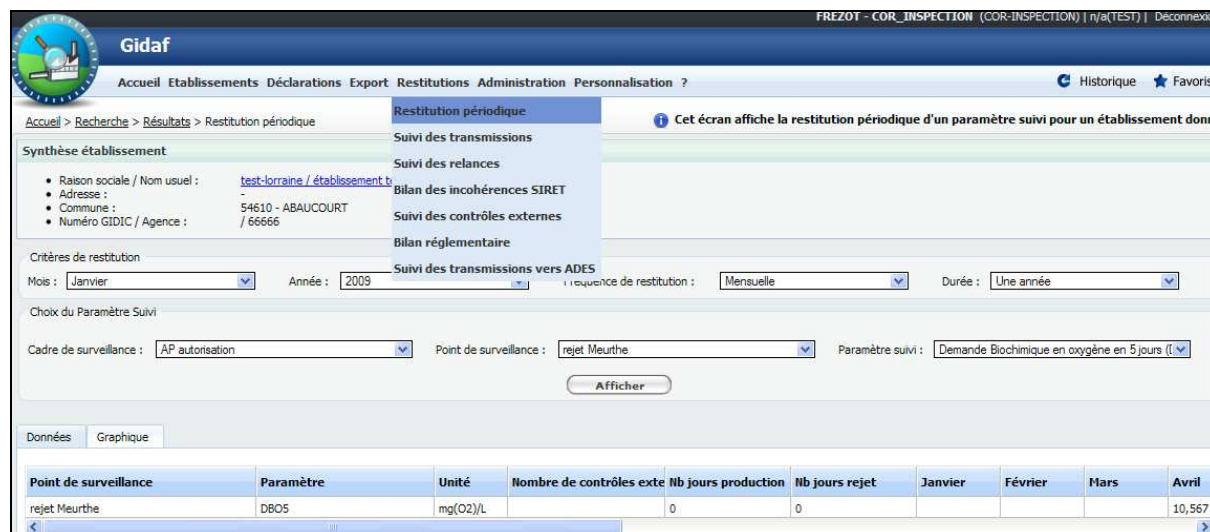 FREZOT - COR_INSPECTION (COR-INSPECTION) | n/a(TEST) | Déconnexio
Gidaf
Accueil Etablissements Déclarations Export Restitutions Administration Personnalisation ? Historique Favoris
Restitution périodique
Accueil > Recherche > Résultats > Restitution périodique
Cet écran affiche la restitution périodique d'un paramètre suivi pour un établissement donn
Suivi des transmissions
Suivi des relances
Bilan des incohérences SIRET
Suivi des contrôles externes
Bilan réglementaire
Suivi des transmissions vers ADES
Synthèse établissement
Raison sociale / Nom usuel : test-lorraine / établissement t
Adresse : -
Commune : 54610 - ABAUCOURT
Numéro GIDIC / Agence : / 66666
Critères de restitution
Mois : Janvier Année : 2009 Fréquence de restitution : Mensuelle Durée : Une année
Choix du Paramètre Suivi
Cadre de surveillance : AP autorisation Point de surveillance : rejet Meurthe Paramètre suivi : Demande Biochimique en oxygène en 5 jours (
Afficher
Données Graphique
Point de surveillance Paramètre Unité Nombre de contrôles exte Nb jours production Nb jours rejet Janvier Février Mars Avril
rejet Meurthe DBO5 mg(O2)/L 0 0 10,567